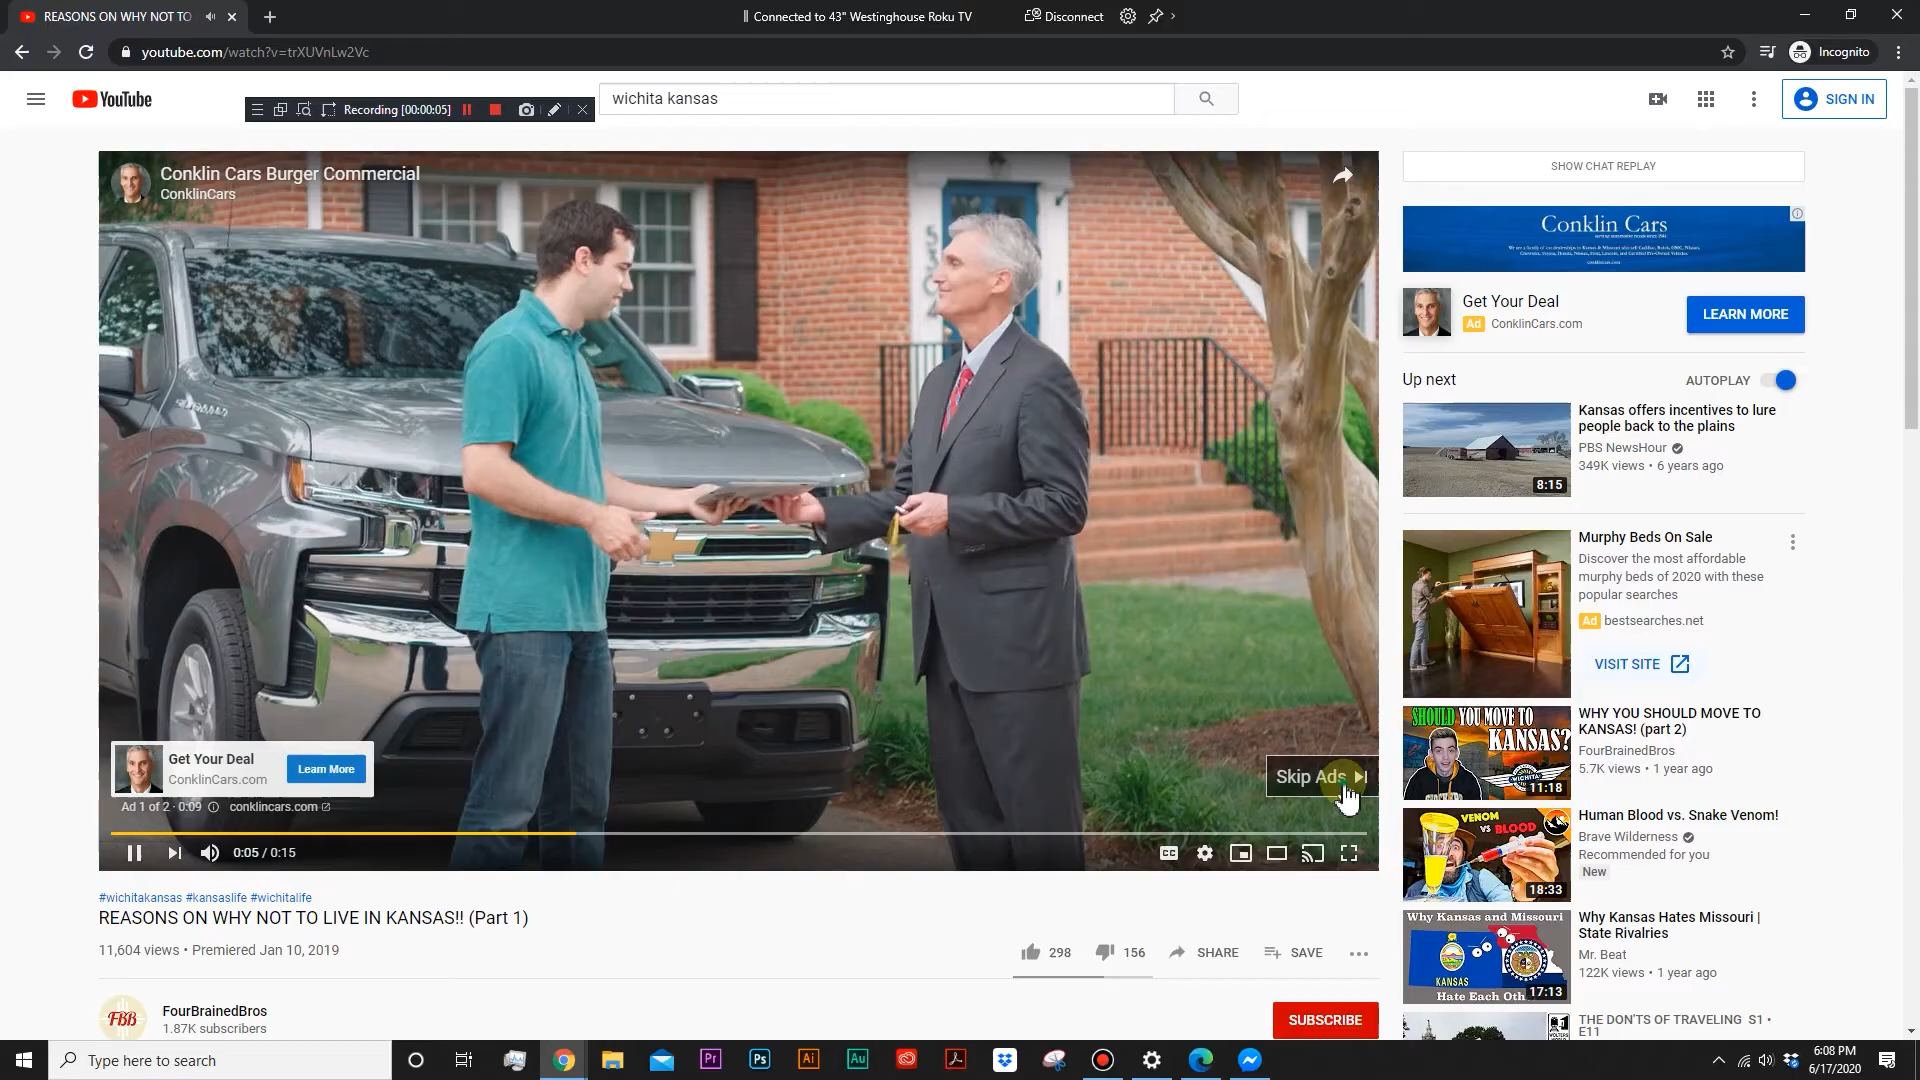 REASONS ON WHY NOT TO
Connected to 43" Westinghouse Roku TV
Disconnect
youtube.com/watch?v=trXUVnLw2Vc
Incognito
YouTube
Recording [00:00:05]
wichita kansas
SIGN IN
Conklin Cars Burger Commercial
ConklinCars
SHOW CHAT REPLAY
Conklin Cars
conklincars.com
Get Your Deal
Ad ConklinCars.com
LEARN MORE
Up next
AUTOPLAY
Kansas offers incentives to lure
people back to the plains
PBS NewsHour
349K views • 6 years ago
8:15
Murphy Beds On Sale
Discover the most affordable
murphy beds of 2020 with these
popular searches
Ad bestsearches.net
VISIT SITE
SHOULD YOU MOVE TO
KANSAS?
WICHITA
11:18
WHY YOU SHOULD MOVE TO
KANSAS! (part 2)
FourBrainedBros
5.7K views • 1 year ago
VENOM
VS BLOOD
18:33
Human Blood vs. Snake Venom!
Brave Wilderness
Recommended for you
New
Why Kansas and Missouri
KANSAS
Hate Each Oth
17:13
Why Kansas Hates Missouri |
State Rivalries
Mr. Beat
122K views • 1 year ago
THE DON'TS OF TRAVELING S1 •
E11
Get Your Deal
ConklinCars.com
Learn More
Ad 1 of 2 · 0:09
conklincars.com
Skip Ads
0:05 / 0:15
CC
#wichitakansas #kansaslife #wichitalife
REASONS ON WHY NOT TO LIVE IN KANSAS!! (Part 1)
11,604 views • Premiered Jan 10, 2019
298
156
SHARE
SAVE
FBB
FourBrainedBros
1.87K subscribers
SUBSCRIBE
Type here to search
Pr
Ps
Ai
Au
6:08 PM
6/17/2020